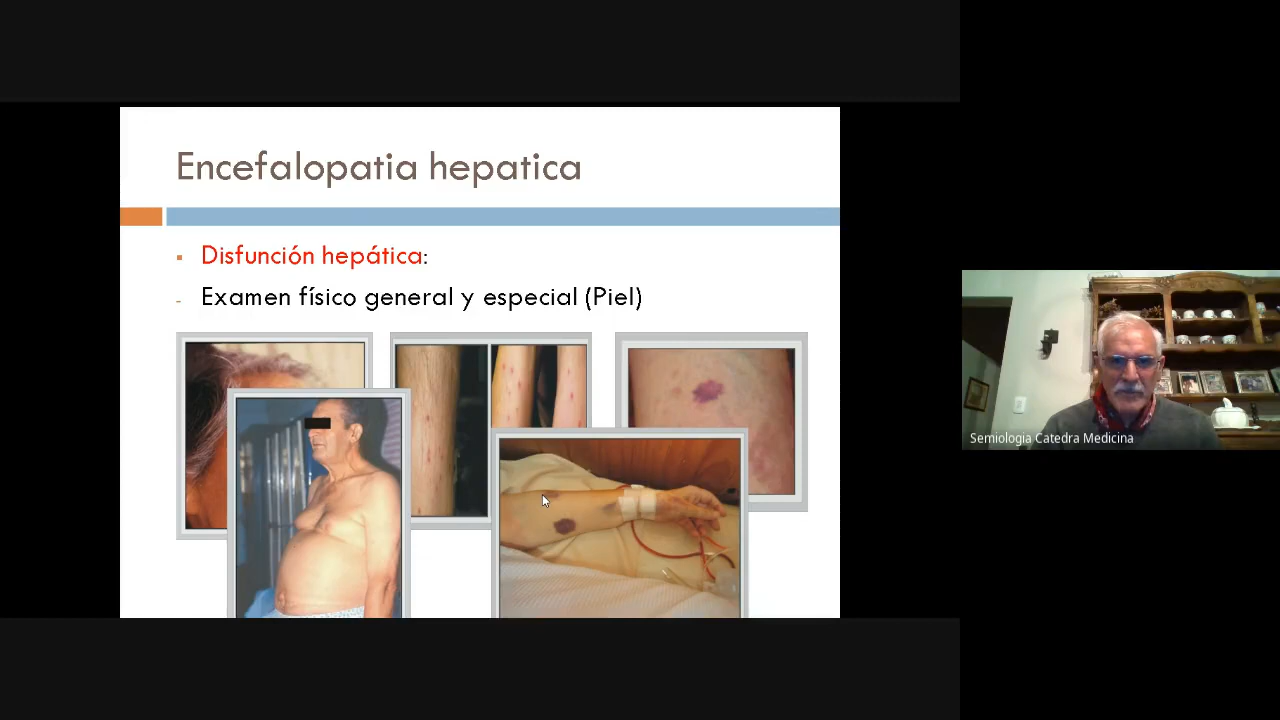 Encefalopatia hepatica
Disfunción hepática:
- Examen físico general y especial (Piel)
Semiologia Catedra Medicina